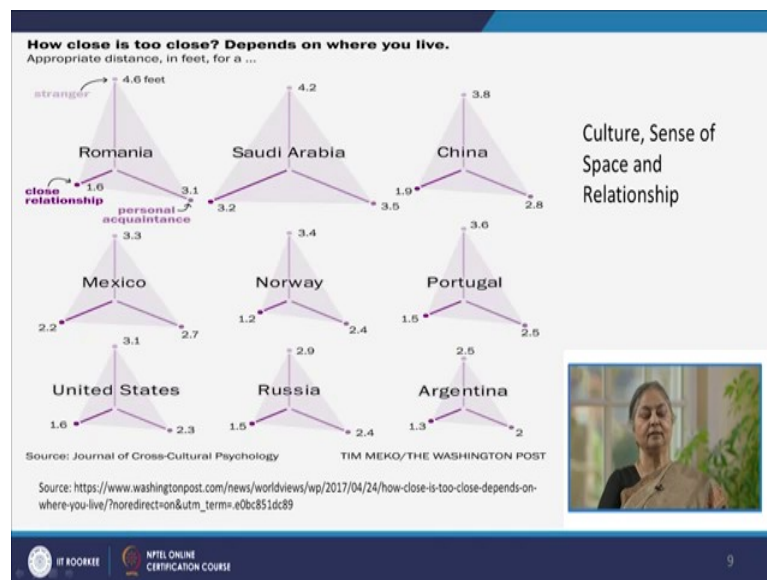 How close is too close? Depends on where you live.
Appropriate distance, in feet, for a ...
stranger
4.6 feet
Romania
close
relationship
1.6
personal
acquaintance
3.1
4.2
Saudi Arabia
3.2
3.5
3.8
China
1.9
2.8
3.3
Mexico
2.2
2.7
3.4
Norway
1.2
2.4
3.6
Portugal
1.5
2.5
3.1
United States
1.6
2.3
2.9
Russia
1.5
2.4
2.5
Argentina
1.3
2
Source: Journal of Cross-Cultural Psychology
TIM MEKO/THE WASHINGTON POST
Source: https://www.washingtonpost.com/news/worldviews/wp/2017/04/24/how-close-is-too-close-depends-on-
where-you-live/?noredirect=on&utm_term=.e0bc851dc89
Culture, Sense of
Space and
Relationship
IIT ROORKEE
NPTEL ONLINE
CERTIFICATION COURSE
9